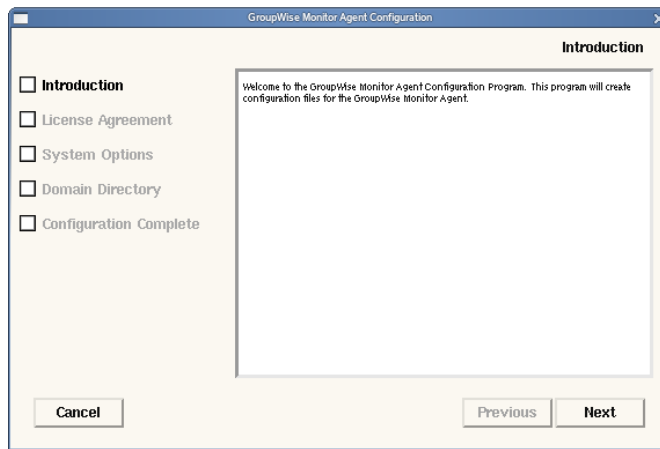 GroupWise Monitor Agent Configuration
Introduction
Introduction
License Agreement
System Options
Domain Directory
Configuration Complete
Welcome to the GroupWise Monitor Agent Configuration Program. This program will create
configuration files for the GroupWise Monitor Agent.
Cancel
Previous
Next